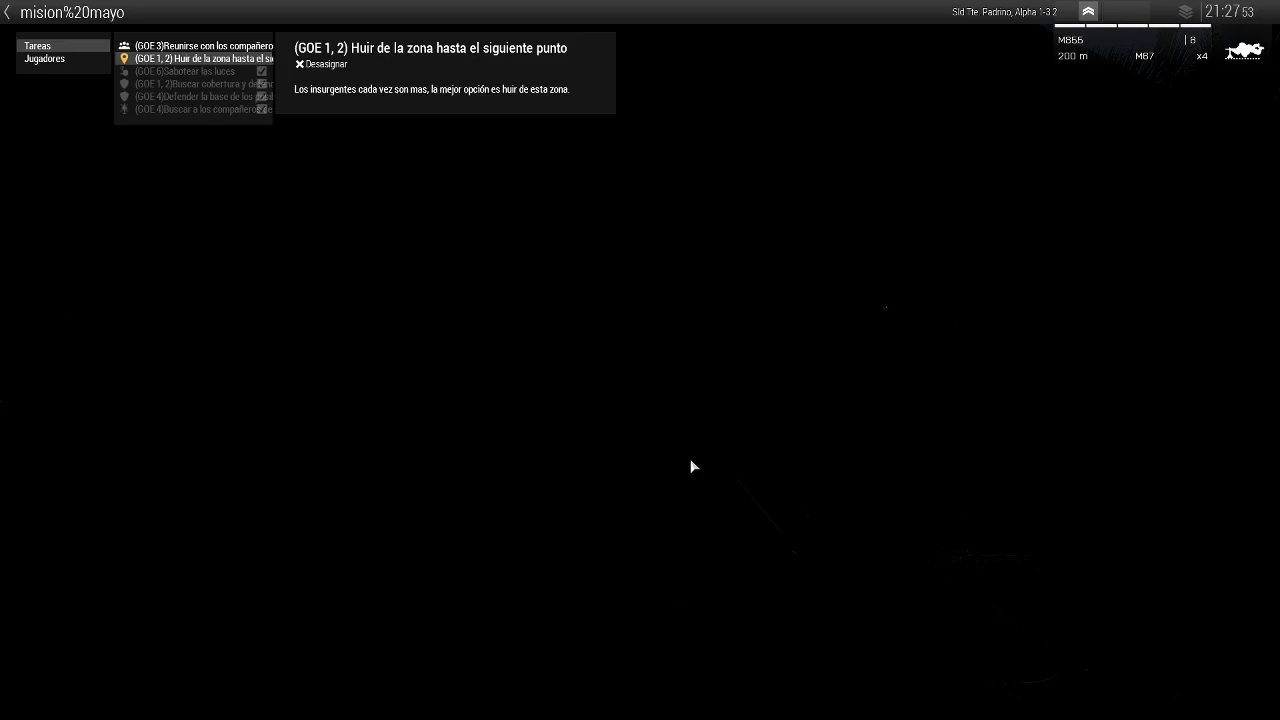 mision%20mayo
Sld Tte. Padrino, Alpha 1-3:2
21:27:53
Tareas
Jugadores
(GOE 3)Reunirse con los compañero
(GOE 1, 2) Huir de la zona hasta el si
(GOE 6)Sabotear las luces
(GOE 1, 2)Buscar cobertura y de
(GOE 4)Defender la base de los
(GOE 4)Buscar a los compañero
(GOE 1, 2) Huir de la zona hasta el siguiente punto
Desasignar
Los insurgentes cada vez son mas, la mejor opción es huir de esta zona.
M855 | 8
200 m M67 x4